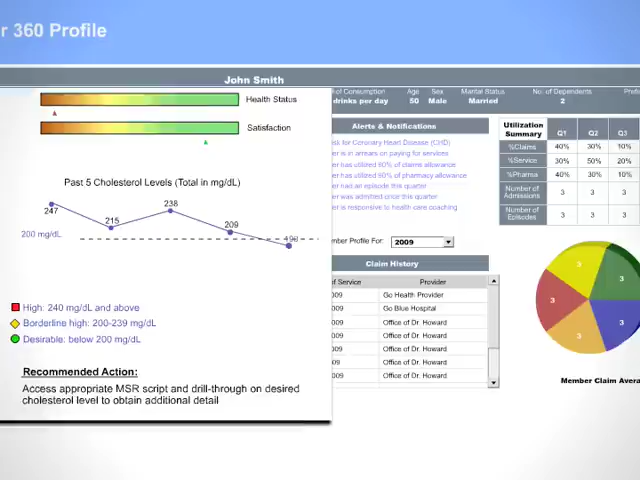 r 360 Profile
John Smith
Health Status
Satisfaction
Past 5 Cholesterol Levels (Total in mg/dL)
247
215
238
209
200 mg/dL
High: 240 mg/dL and above
Borderline high: 200-239 mg/dL
Desirable: below 200 mg/dL
Recommended Action:
Access appropriate MSR script and drill-through on desired
cholesterol level to obtain additional detail
of Consumption Age Sex Marital Status No. of Dependents
drinks per day 50 Male Married 2
Alerts & Notifications
sk for Coronary Heart Disease (CHD)
er is in arrears on paying for services
er has utilized 60% of claims allowance
er has utilized 60% of pharmacy allowance
er had an episode this quarter
er was admitted once this quarter
er is responsive to health care coaching
mber Profile For: 2009
Claim History
of Service Provider
009 Go Health Provider
009 Go Blue Hospital
009 Office of Dr. Howard
009 Office of Dr. Howard
009 Office of Dr. Howard
009 Office of Dr. Howard
009 Office of Dr. Howard
Utilization Summary Q1 Q2 Q3
%Claims 40% 30% 10%
%Service 30% 50% 20%
%Pharma 40% 30% 10%
Number of Admissions 3 3 3
Number of Episodes 3 3 3
3
3
3
3
3
Member Claim Avera